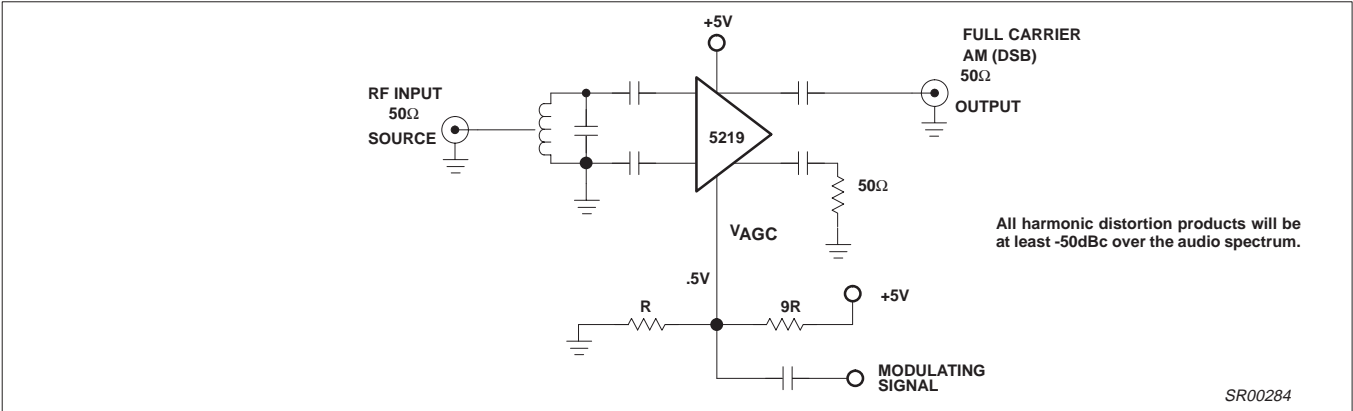 +5V
FULL CARRIER
AM (DSB)
50Ω
OUTPUT
RF INPUT
50Ω
SOURCE
5219
50Ω
All harmonic distortion products will be
at least -50dBc over the audio spectrum.
VAGC
.5V
R
9R
+5V
MODULATING
SIGNAL
SR00284